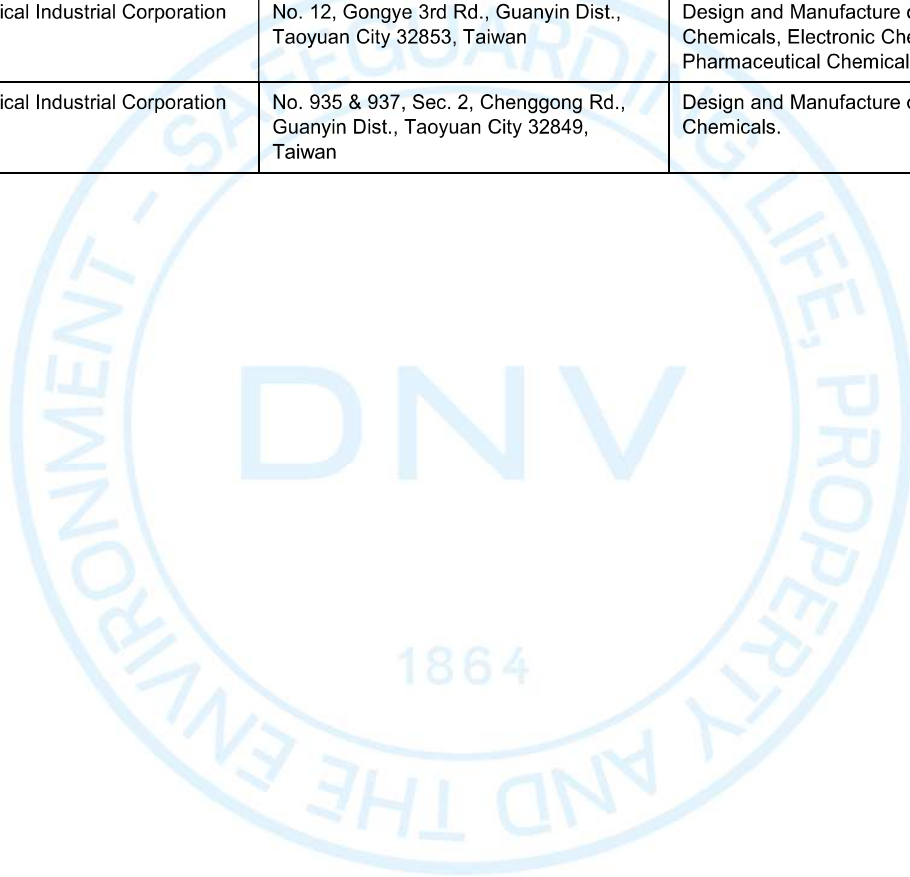 ical Industrial Corporation
No. 12, Gongye 3rd Rd., Guanyin Dist.,
Taoyuan City 32853, Taiwan
Design and Manufacture
Chemicals, Electronic
Pharmaceutical Chemical
ical Industrial Corporation
No. 935 & 937, Sec. 2, Chenggong Rd.,
Guanyin Dist., Taoyuan City 32849,
Taiwan
Design and Manufacture
Chemicals.
SAFEGUARDING LIFE, PROPERTY AND THE ENVIRONMENT -
DNV
1864